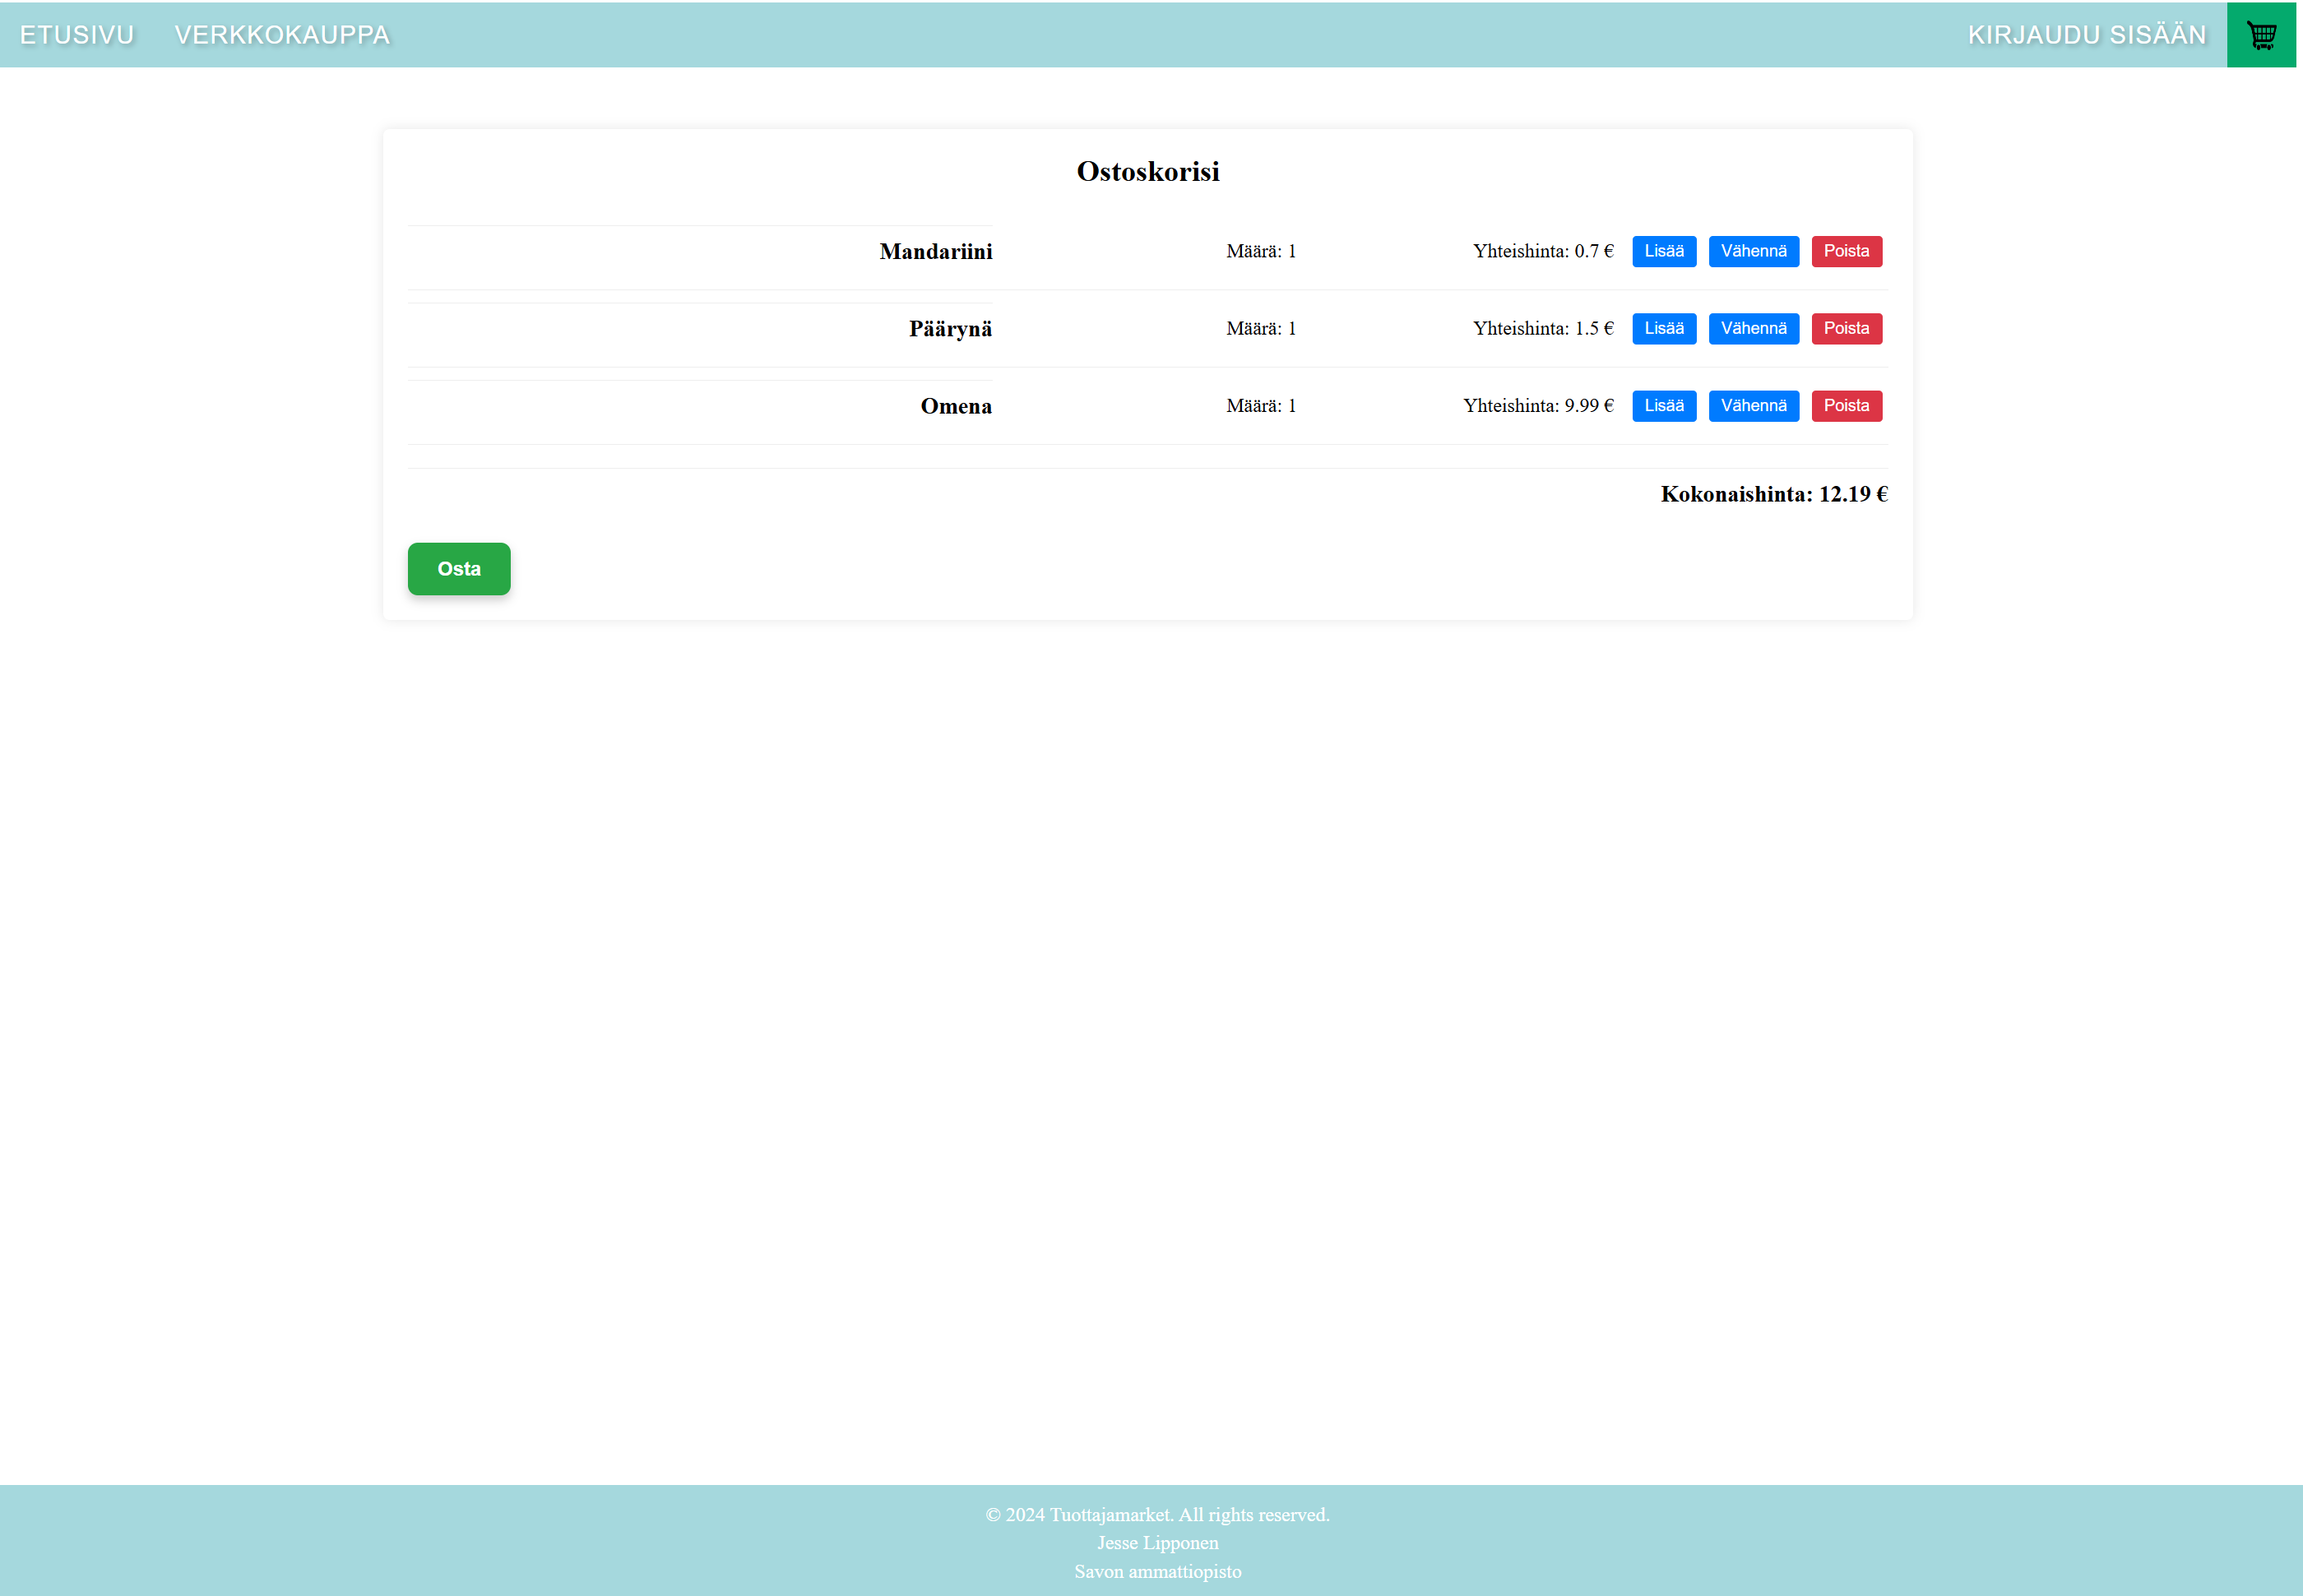 ETUSIVU VERKKOKAUPPA KIRJAUDU SISÄÄN
Ostoskorisi
Mandariini Määrä: 1 Yhteishinta: 0.7 € Lisää Vähennä Poista
Päärynä Määrä: 1 Yhteishinta: 1.5 € Lisää Vähennä Poista
Omena Määrä: 1 Yhteishinta: 9.99 € Lisää Vähennä Poista
Kokonaishinta: 12.19 €
Osta
© 2024 Tuottajamarket. All rights reserved.
Jesse Lipponen
Savon ammattiopisto